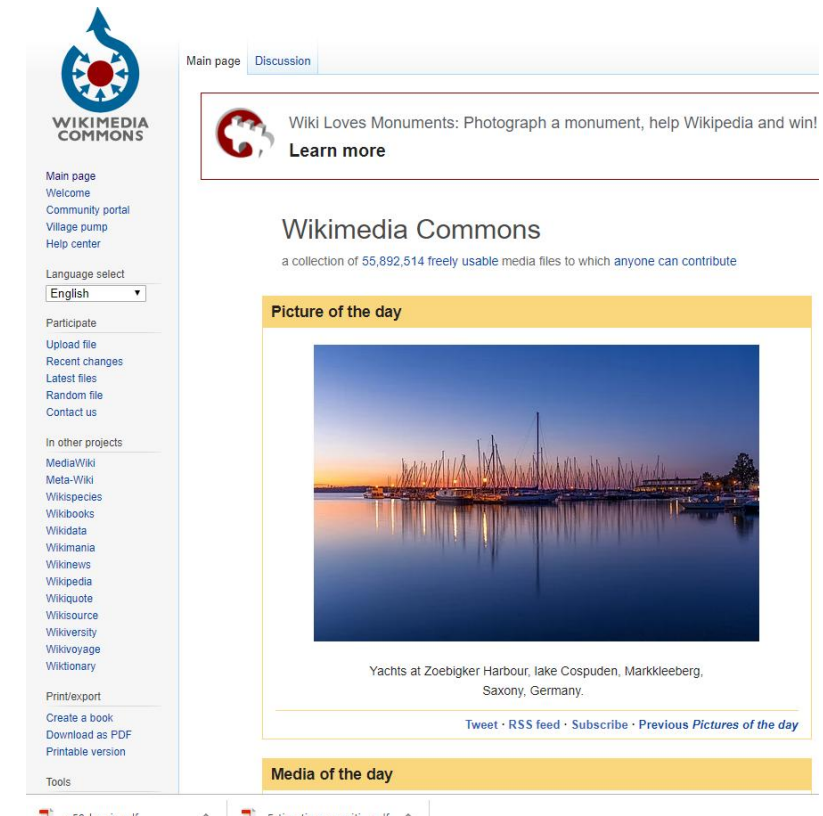 WIKIMEDIA
COMMONS
Main page
Welcome
Community portal
Village pump
Help center
Language select
English
Participate
Upload file
Recent changes
Latest files
Random file
Contact us
In other projects
MediaWiki
Meta-Wiki
Wikispecies
Wikibooks
Wikidata
Wikimania
Wikinews
Wikipedia
Wikiquote
Wikisource
Wikiversity
Wikivoyage
Wiktionary
Print/export
Create a book
Download as PDF
Printable version
Tools
Main page Discussion
Wiki Loves Monuments: Photograph a monument, help Wikipedia and win!
Learn more
Wikimedia Commons
a collection of 55,892,514 freely usable media files to which anyone can contribute
Picture of the day
Yachts at Zoebigker Harbour, lake Cospuden, Markkleeberg,
Saxony, Germany.
Tweet · RSS feed · Subscribe · Previous Pictures of the day
Media of the day